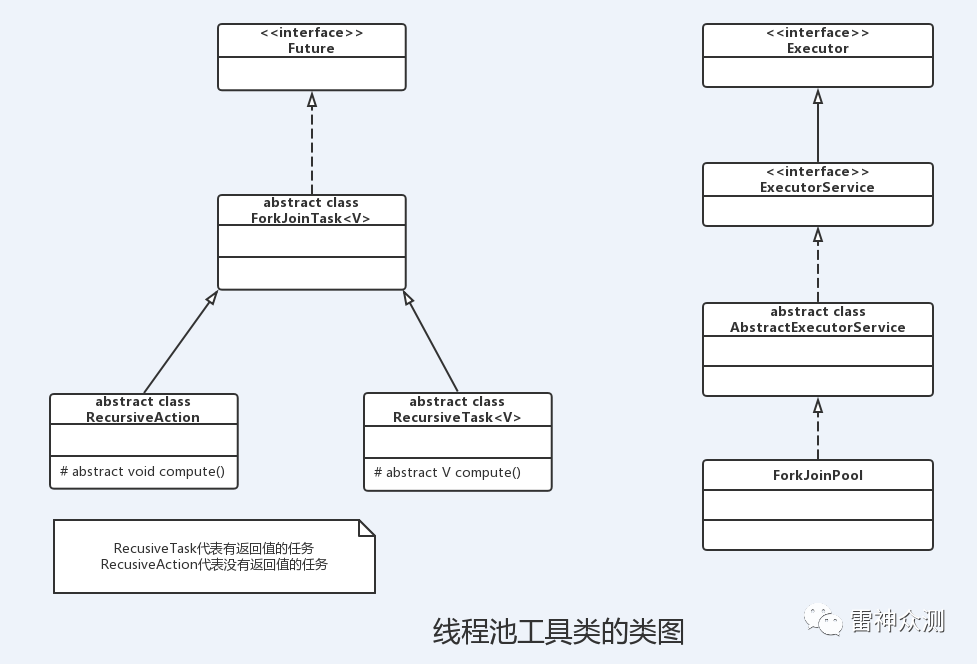 <<interface>>
Future
abstract class
ForkJoinTask<V>
abstract class
RecursiveAction
# abstract void compute()
abstract class
RecursiveTask<V>
# abstract V compute()
RecusiveTask代表有返回值的任务
RecusiveAction代表没有返回值的任务
<<interface>>
Executor
<<interface>>
ExecutorService
abstract class
AbstractExecutorService
ForkJoinPool
线程池工具类的类图
雷神众测